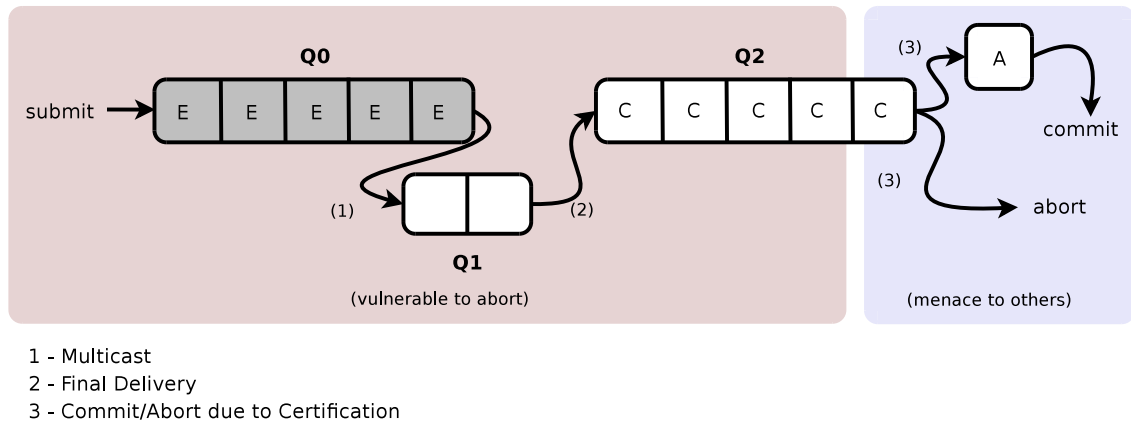 Q0
Q2
(3)
A
submit
E E E E E
C C C C C
commit
(1)
(2)
(3)
abort
Q1
(vulnerable to abort)
(menace to others)
1 - Multicast
2 - Final Delivery
3 - Commit/Abort due to Certification